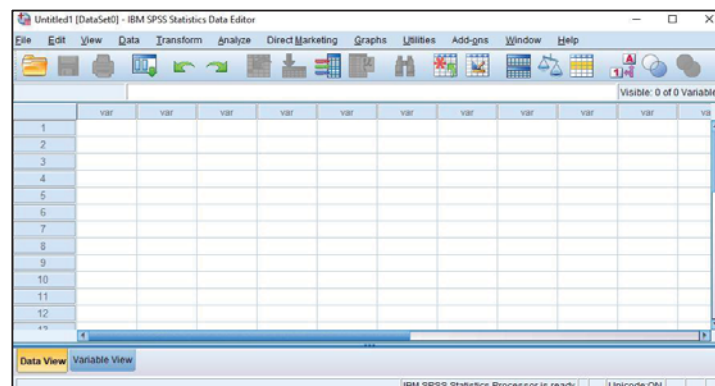 Untitled1 [DataSet0] - IBM SPSS Statistics Data Editor
File Edit View Data Transform Analyze Direct Marketing Graphs Utilities Add-ons Window Help
Visible: 0 of 0 Variable
var var var var var var var var var var va
1
2
3
4
5
6
7
8
9
10
11
12
13
Data View Variable View
IBM SPSS Statistics Processor is ready Unicode:ON